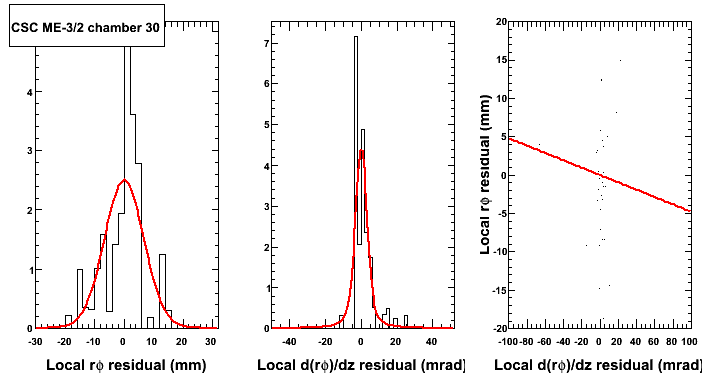 CSC ME-3/2 chamber 30
4
3
2
1
0
-30 -20 -10 0 10 20 30
Local rϕ residual (mm)
7
6
5
4
3
2
1
0
-40 -20 0 20 40
Local d(rϕ)/dz residual (mrad)
Local rϕ residual (mm)
20
15
10
5
0
-5
-10
-15
-20
-100 -80 -60 -40 -20 0 20 40 60 80 100
Local d(rϕ)/dz residual (mrad)